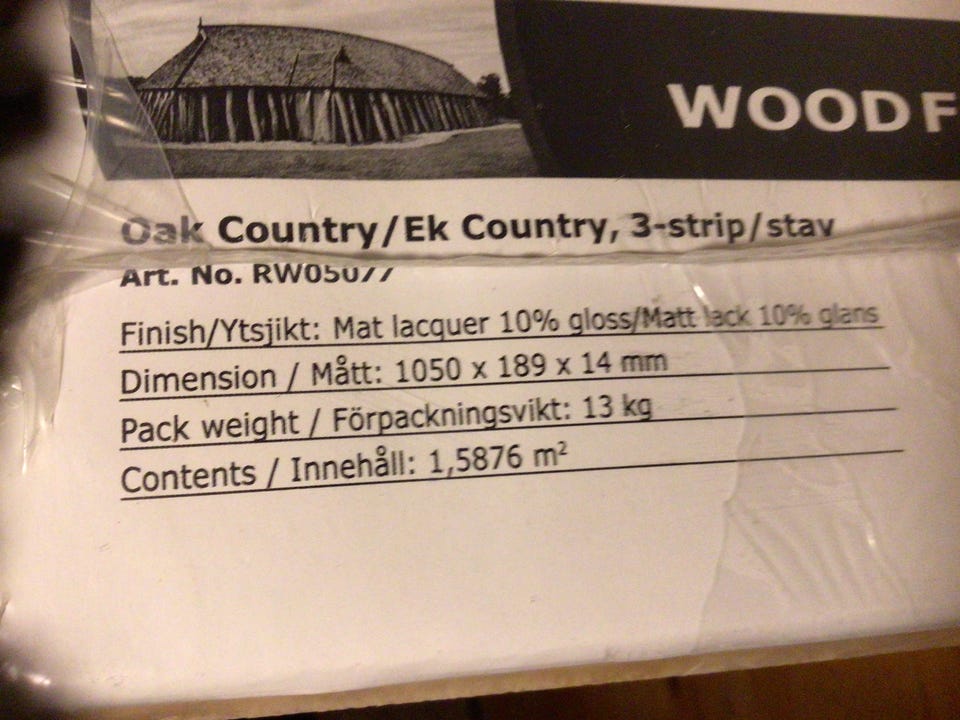 WOOD F
Oak Country/Ek Country, 3-strip/stav
Art. No. RW05077
Finish/Ytsjikt: Mat lacquer 10% gloss/Matt lack 10% glans
Dimension / Mått: 1050 x 189 x 14 mm
Pack weight / Förpackningsvikt: 13 kg
Contents / Innehåll: 1,5876 m²